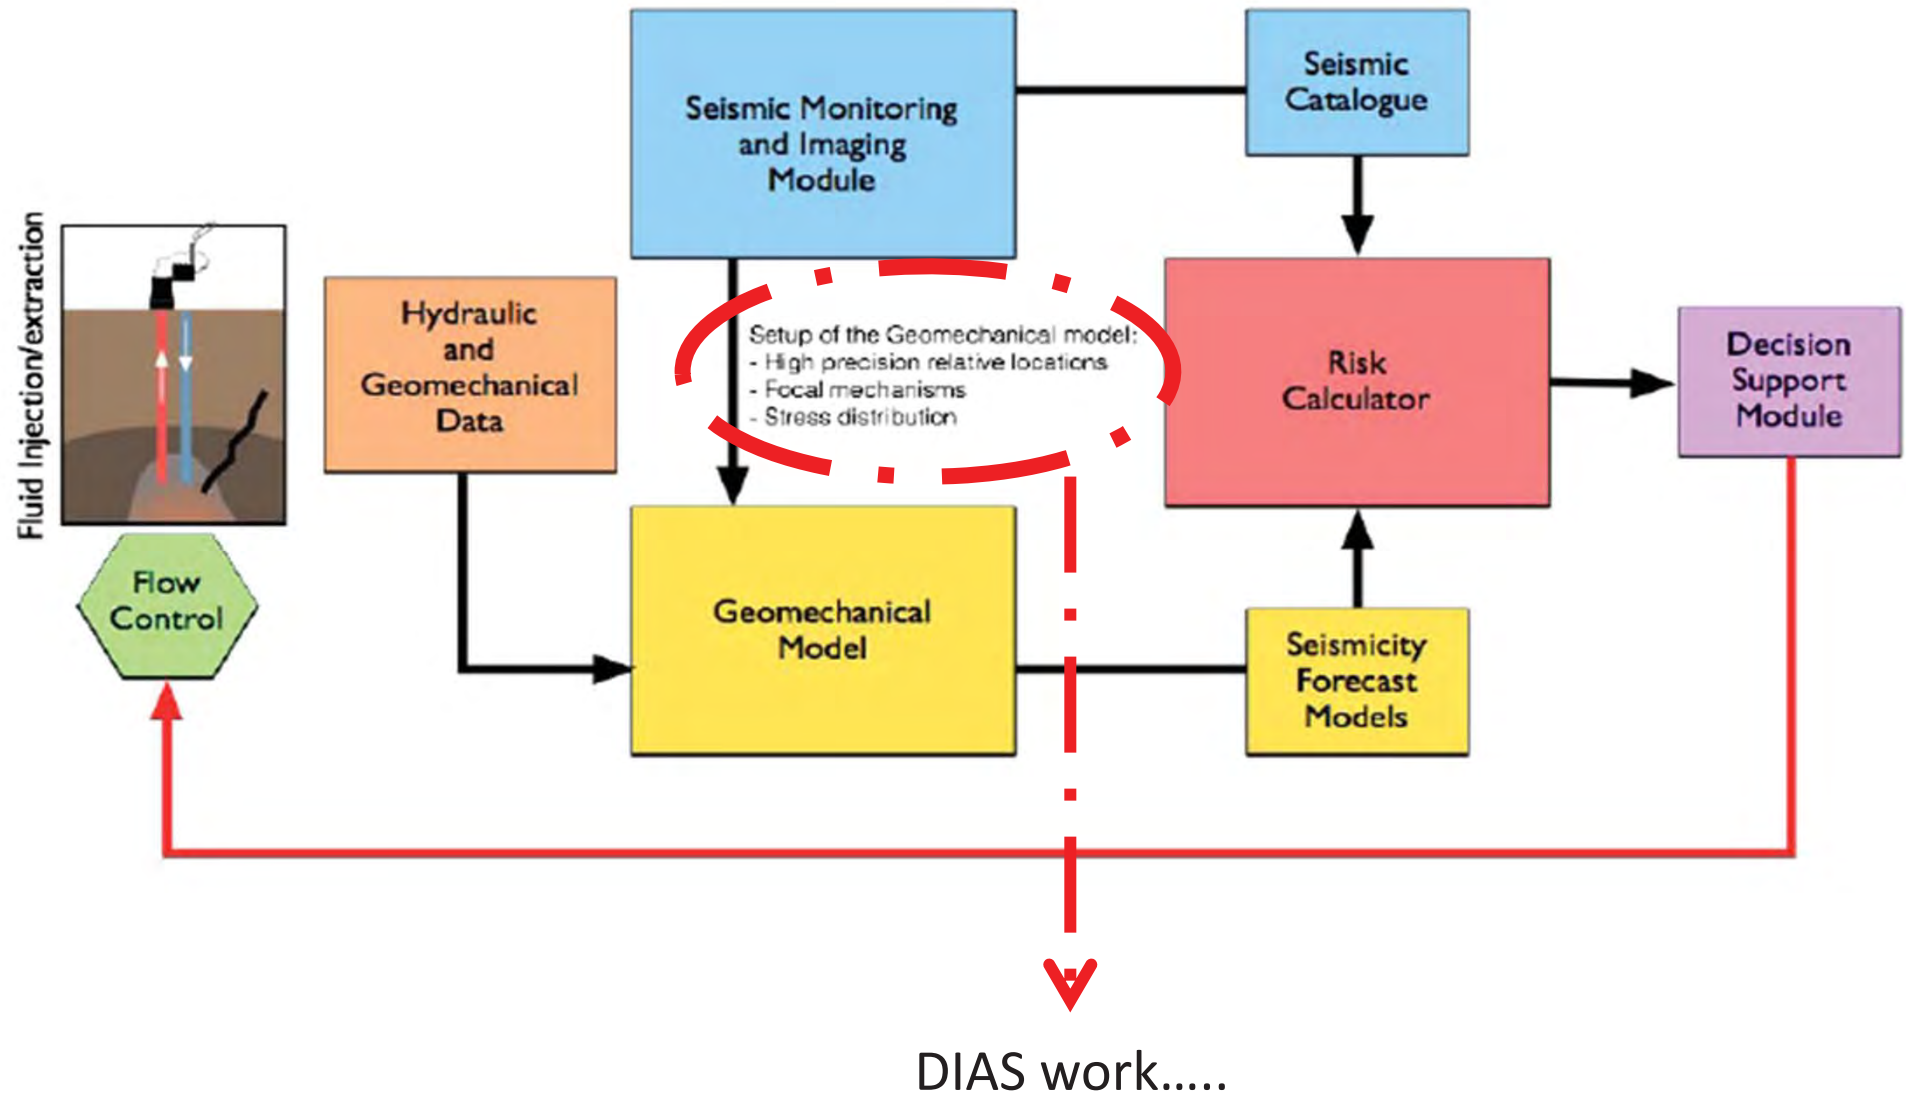 Seismic Monitoring
and Imaging
Module
Seismic
Catalogue
Fluid Injection/extraction
Hydraulic
and
Geomechanical
Data
Setup of the Geomechanical model:
- High precision relative locations
- Focal mechanisms
- Stress distribution
Risk
Calculator
Decision
Support
Module
Flow
Control
Geomechanical
Model
Seismicity
Forecast
Models
DIAS work.....